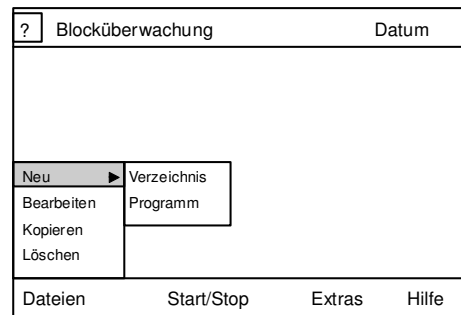 ? Blocküberwachung Datum
Neu Verzeichnis
Bearbeiten Programm
Kopieren
Löschen
Dateien Start/Stop Extras Hilfe